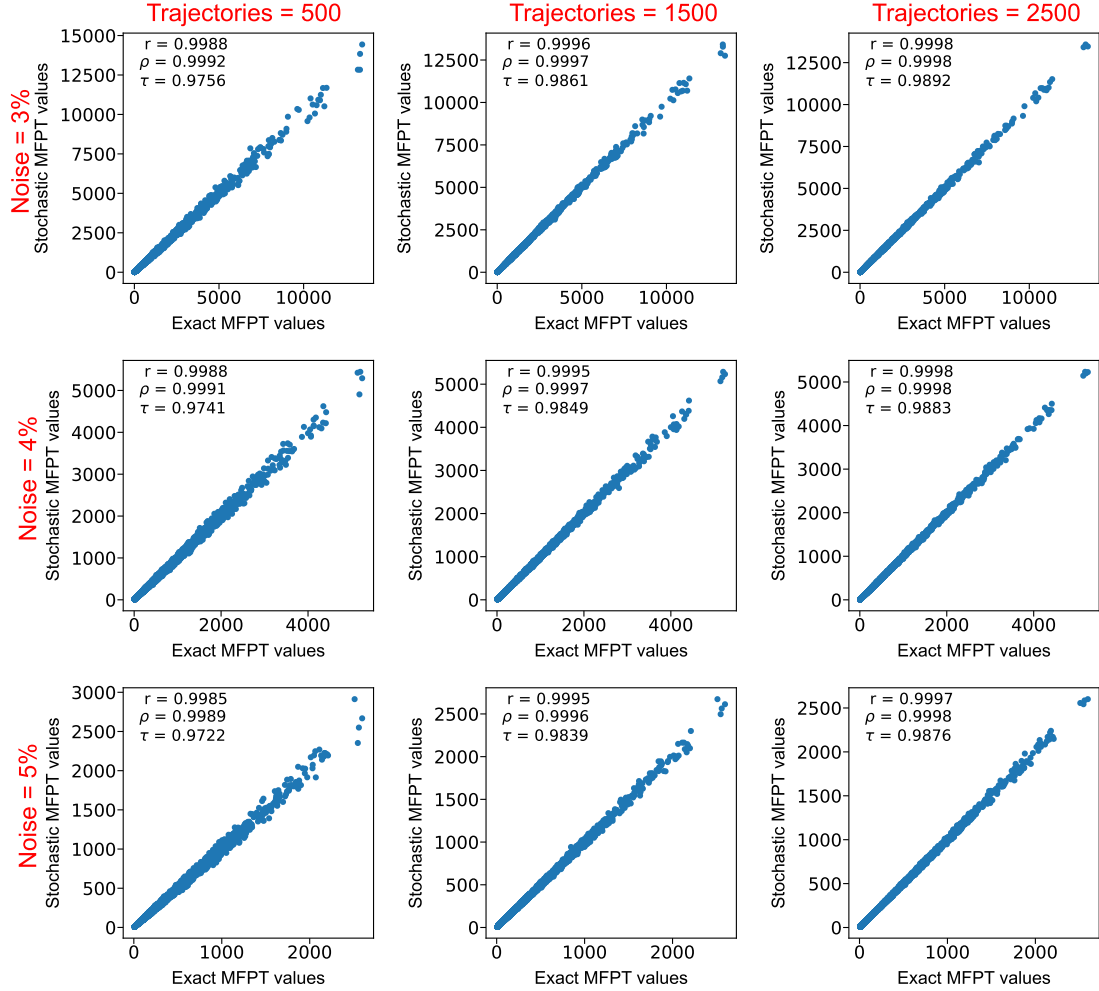 Trajectories = 500
Trajectories = 1500
Trajectories = 2500
Noise = 3%
Stochastic MFPT values
15000
12500
10000
7500
5000
2500
0
r = 0.9988
ρ = 0.9992
τ = 0.9756
0 5000 10000
Exact MFPT values
Stochastic MFPT values
12500
10000
7500
5000
2500
0
r = 0.9996
ρ = 0.9997
τ = 0.9861
0 5000 10000
Exact MFPT values
Stochastic MFPT values
12500
10000
7500
5000
2500
0
r = 0.9998
ρ = 0.9998
τ = 0.9892
0 5000 10000
Exact MFPT values
Noise = 4%
Stochastic MFPT values
5000
4000
3000
2000
1000
0
r = 0.9988
ρ = 0.9991
τ = 0.9741
0 2000 4000
Exact MFPT values
Stochastic MFPT values
5000
4000
3000
2000
1000
0
r = 0.9995
ρ = 0.9997
τ = 0.9849
0 2000 4000
Exact MFPT values
Stochastic MFPT values
5000
4000
3000
2000
1000
0
r = 0.9998
ρ = 0.9998
τ = 0.9883
0 2000 4000
Exact MFPT values
Noise = 5%
Stochastic MFPT values
3000
2500
2000
1500
1000
500
0
r = 0.9985
ρ = 0.9989
τ = 0.9722
0 1000 2000
Exact MFPT values
Stochastic MFPT values
2500
2000
1500
1000
500
0
r = 0.9995
ρ = 0.9996
τ = 0.9839
0 1000 2000
Exact MFPT values
Stochastic MFPT values
2500
2000
1500
1000
500
0
r = 0.9997
ρ = 0.9998
τ = 0.9876
0 1000 2000
Exact MFPT values